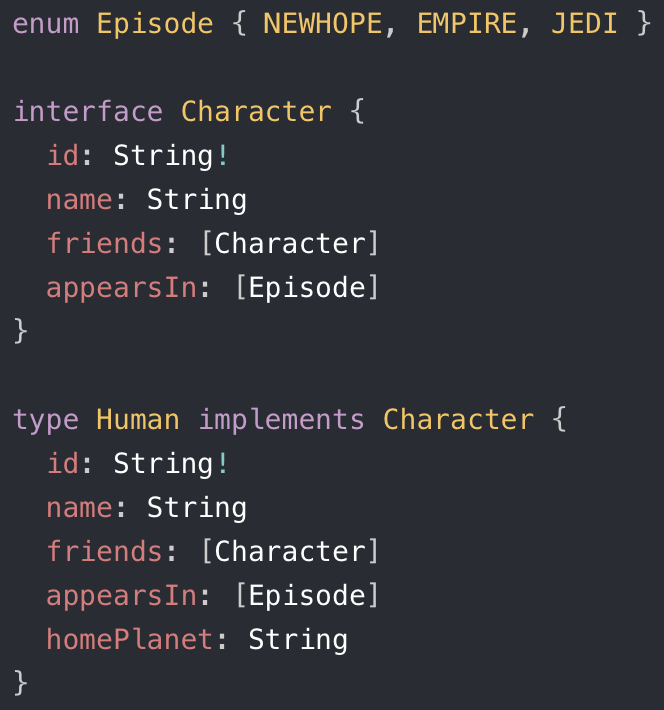 enum Episode { NEWHOPE, EMPIRE, JEDI }
interface Character {
  id: String!
  name: String
  friends: [Character]
  appearsIn: [Episode]
}
type Human implements Character {
  id: String!
  name: String
  friends: [Character]
  appearsIn: [Episode]
  homePlanet: String
}